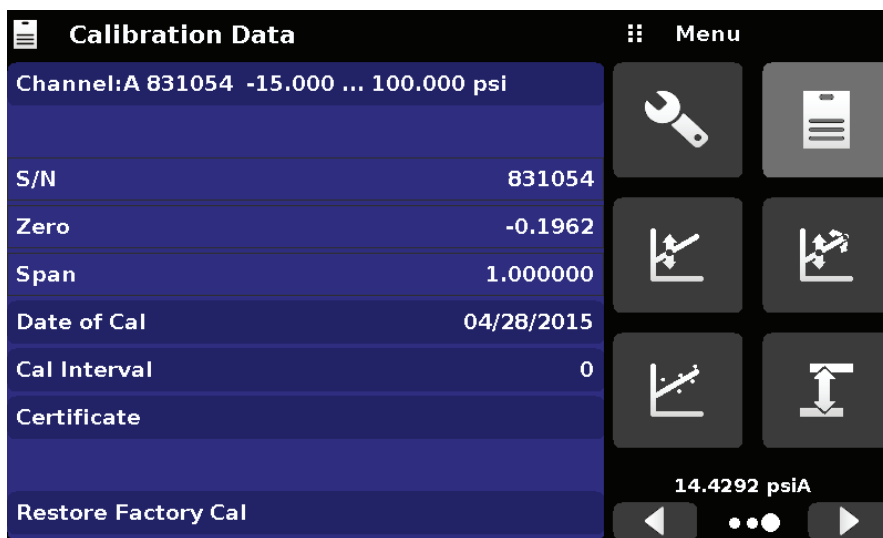 Calibration Data
Menu
Channel:A 831054 -15.000 ... 100.000 psi
S/N 831054
Zero -0.1962
Span 1.000000
Date of Cal 04/28/2015
Cal Interval 0
Certificate
Restore Factory Cal
14.4292 psiA